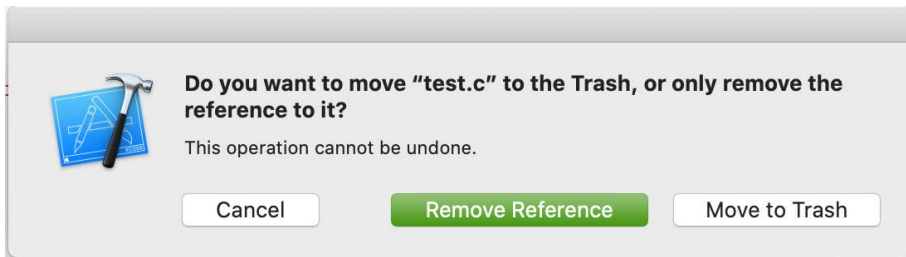 Do you want to move “test.c” to the Trash, or only remove the
reference to it?
This operation cannot be undone.
Cancel
Remove Reference
Move to Trash
XCODE